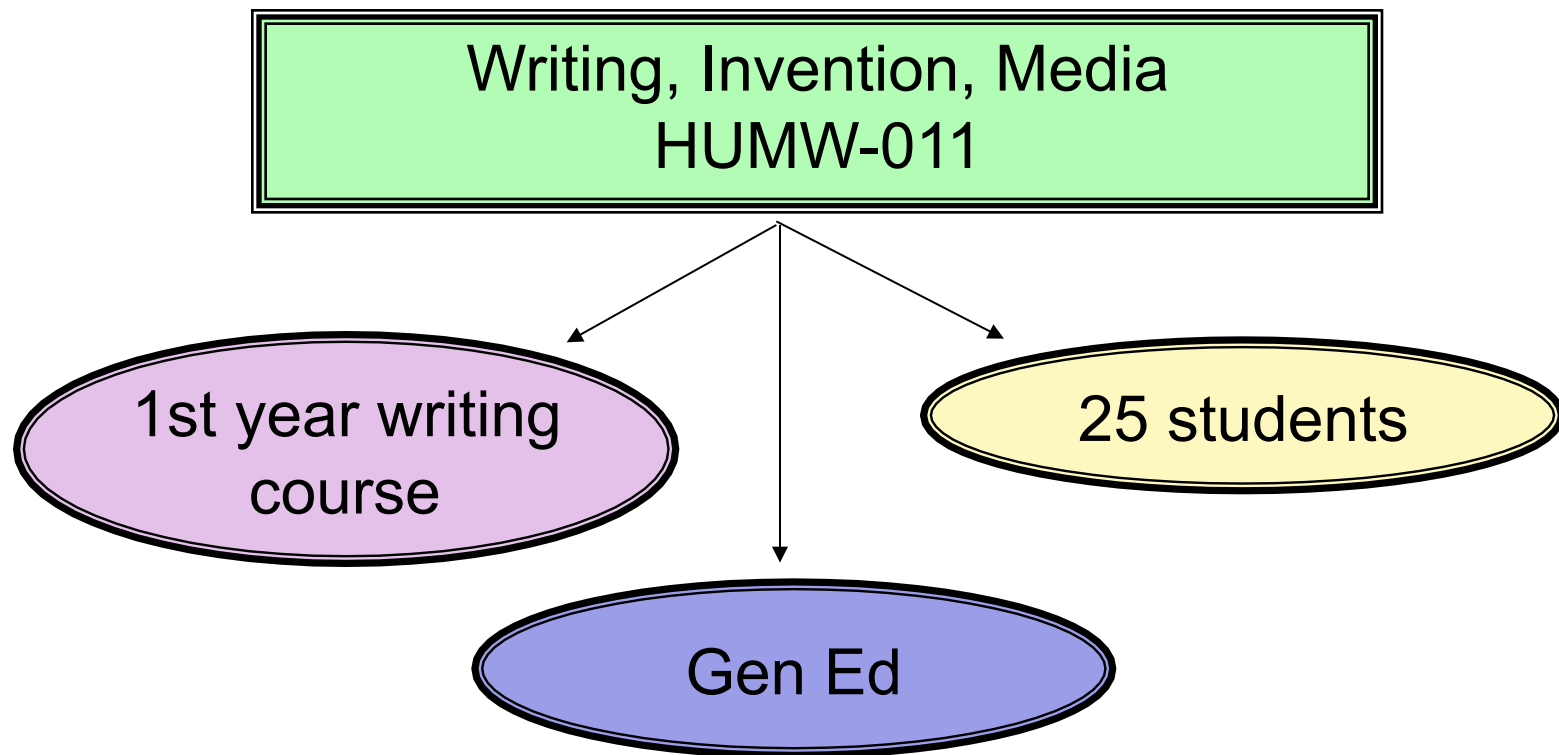 Writing, Invention, Media
HUMW-011
1st year writing
course
25 students
Gen Ed